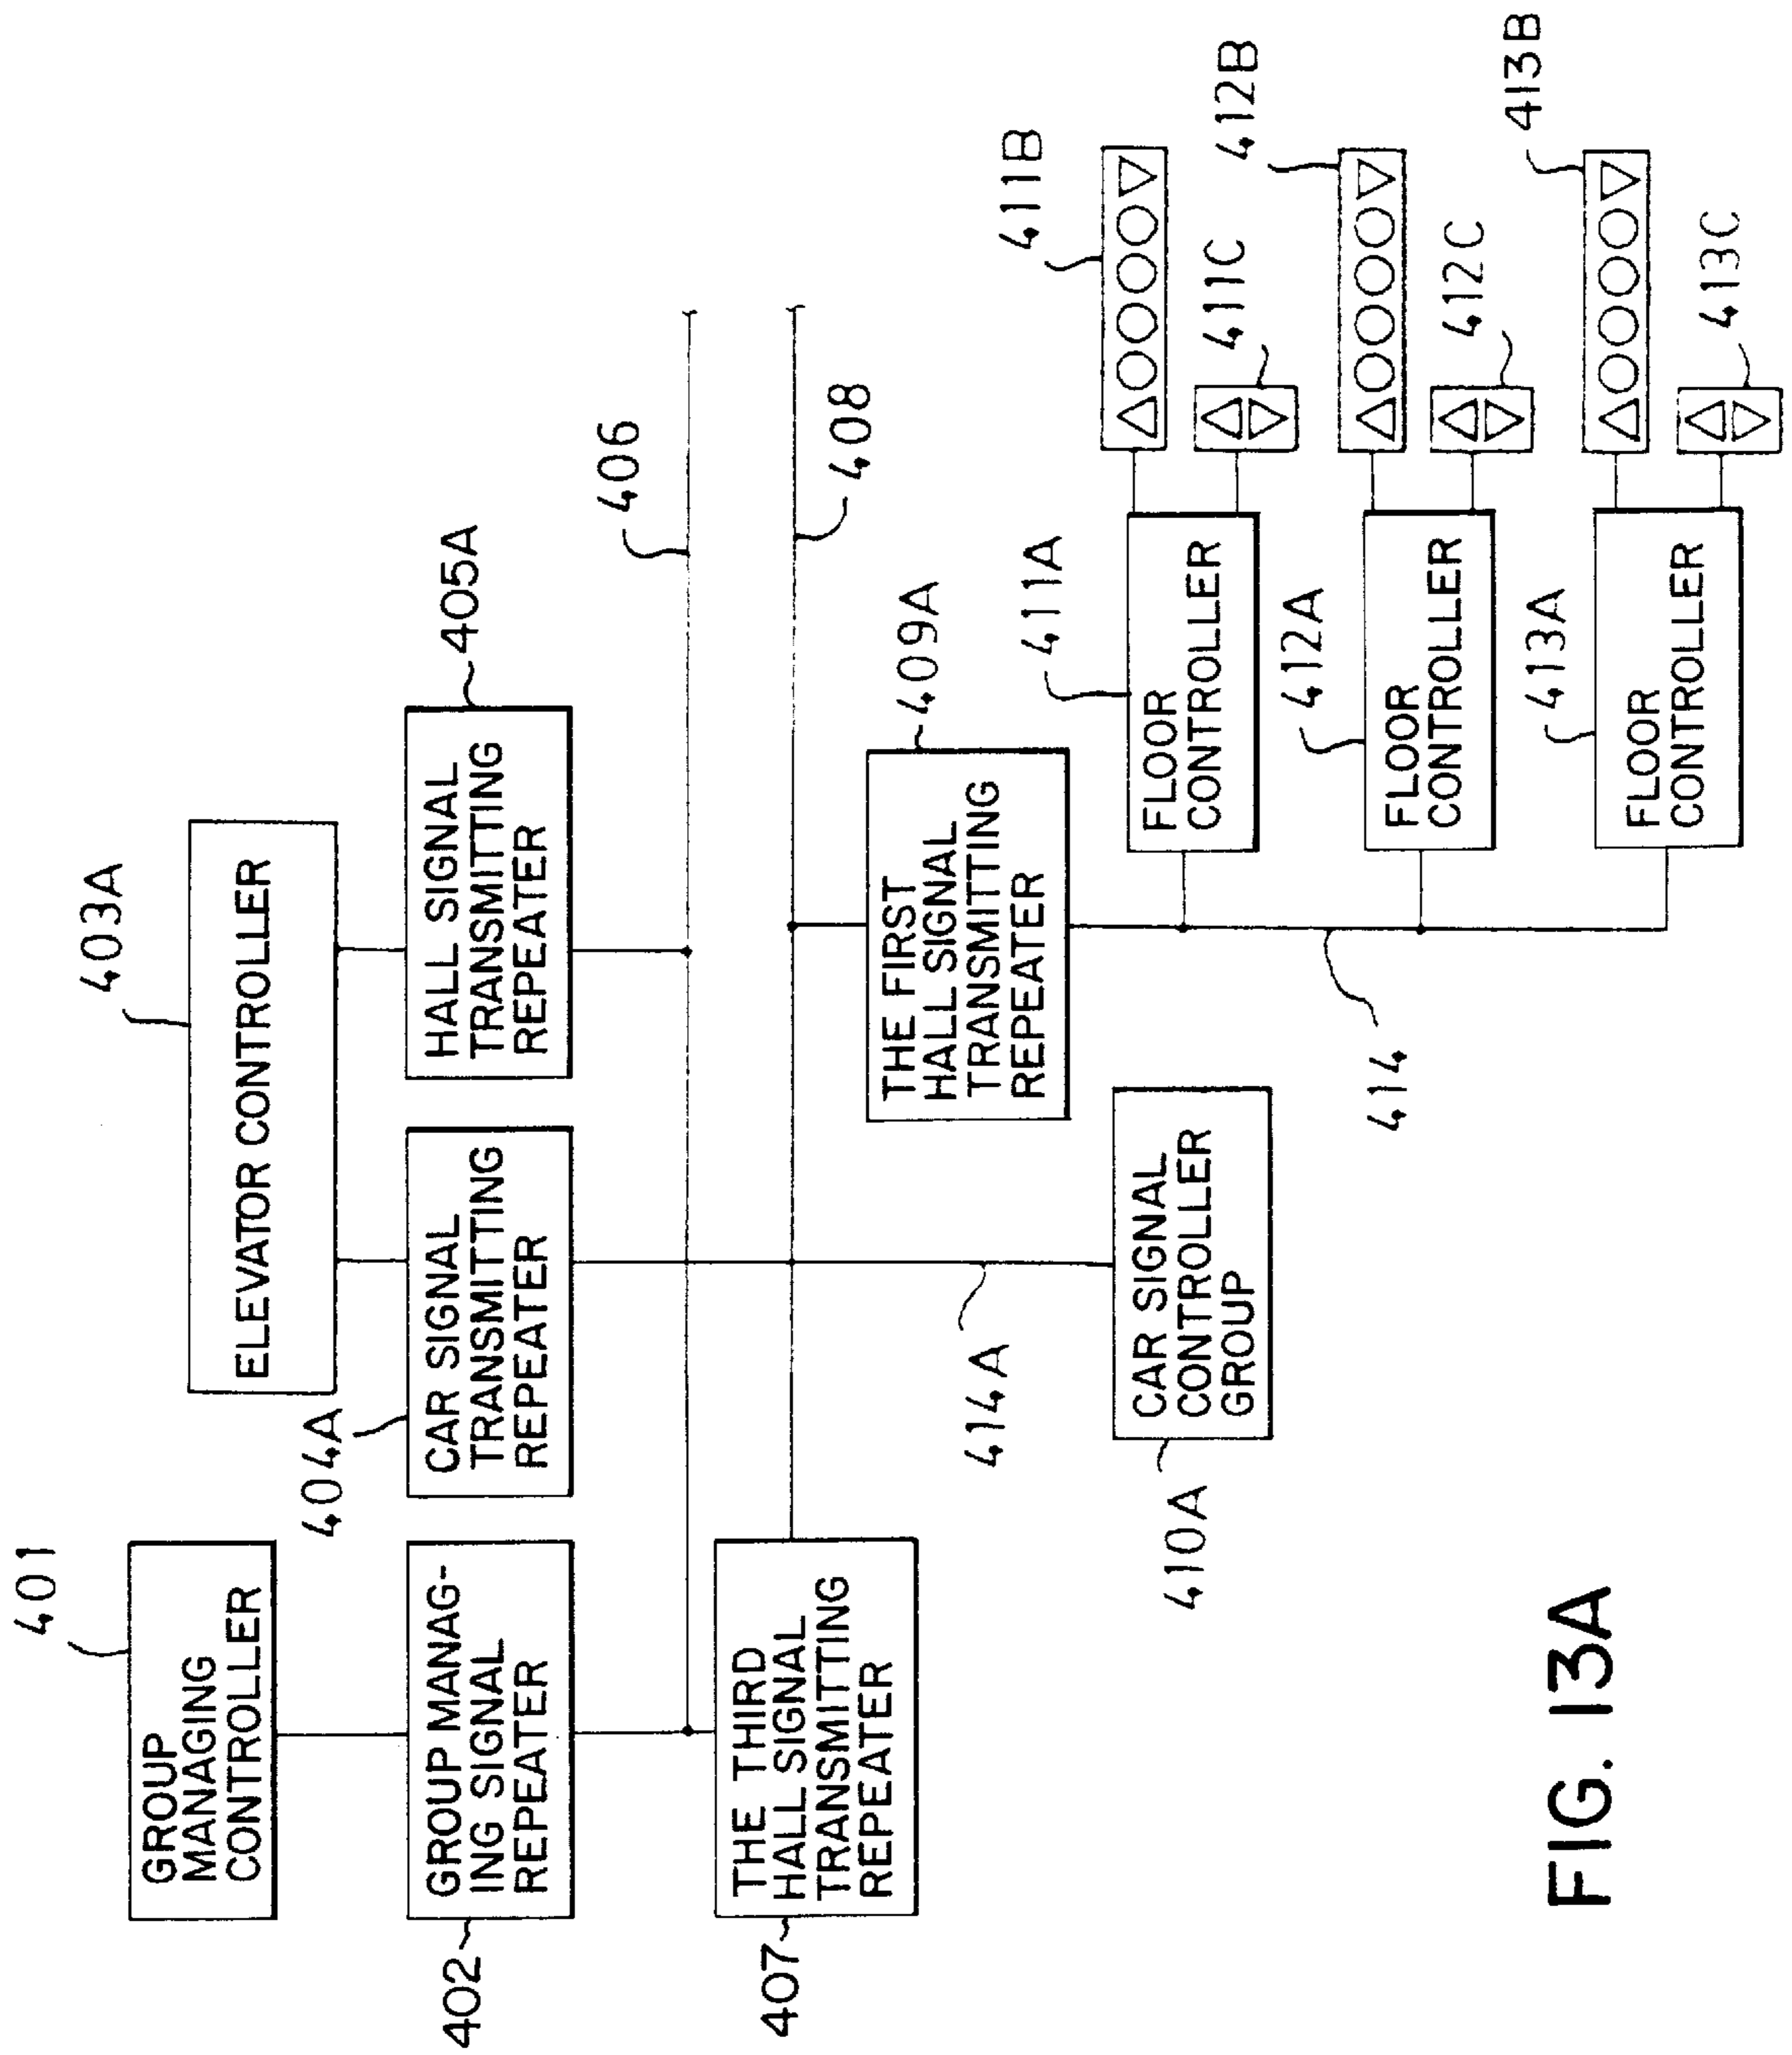 401
GROUP
MANAGING
CONTROLLER
403A
ELEVATOR CONTROLLER
402
GROUP MANAG-
ING SIGNAL
REPEATER
404A
CAR SIGNAL
TRANSMITTING
REPEATER
HALL SIGNAL
TRANSMITTING
REPEATER
405A
406
407
THE THIRD
HALL SIGNAL
TRANSMITTING
REPEATER
408
THE FIRST
HALL SIGNAL
TRANSMITTING
REPEATER
409A
414A
410A
CAR SIGNAL
CONTROLLER
GROUP
414
411A
FLOOR
CONTROLLER
411B
411C
412A
FLOOR
CONTROLLER
412B
412C
413A
FLOOR
CONTROLLER
413B
413C
FIG. 13A